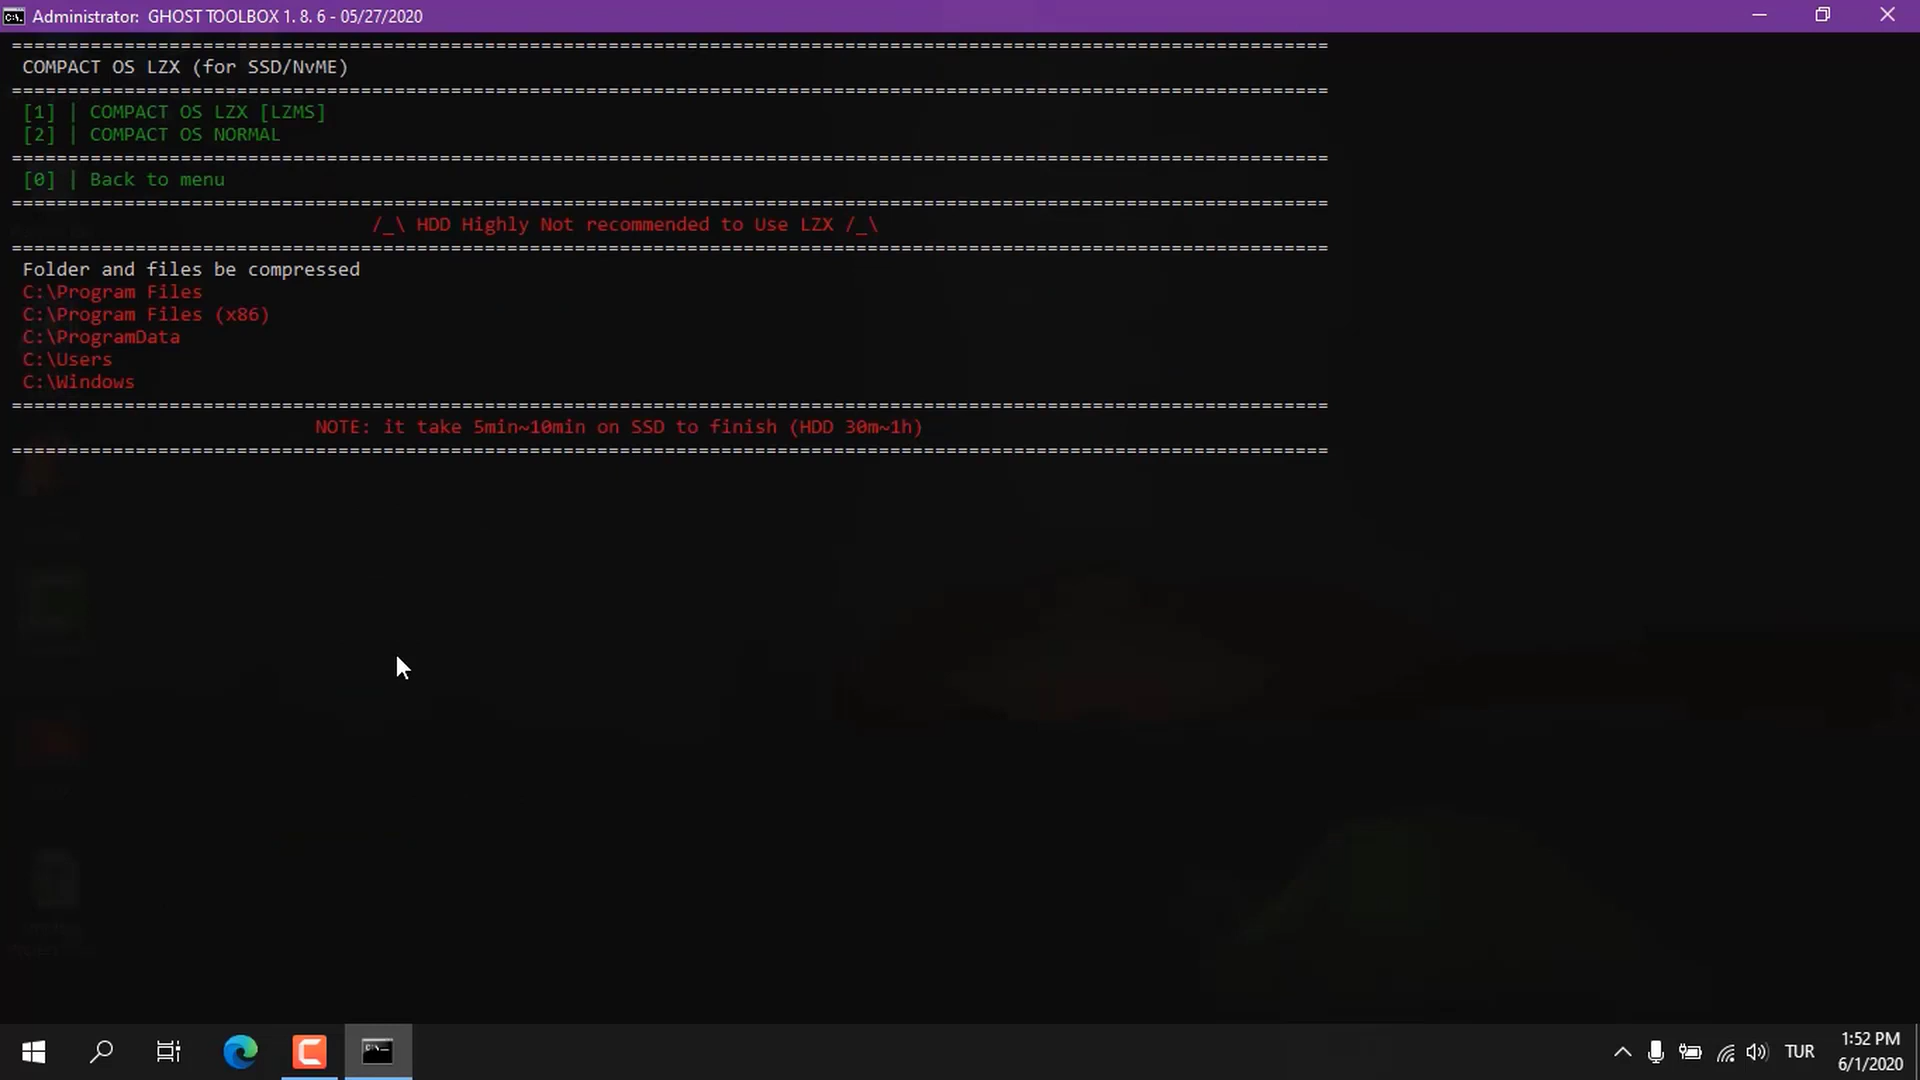 Administrator: GHOST TOOLBOX 1. 8. 6 - 05/27/2020
====================================================================================================================
COMPACT OS LZX (for SSD/NvME)
====================================================================================================================
[1] | COMPACT OS LZX [LZMS]
[2] | COMPACT OS NORMAL
====================================================================================================================
[0] | Back to menu
====================================================================================================================
/_\ HDD Highly Not recommended to Use LZX /_\
====================================================================================================================
Folder and files be compressed
C:\Program Files
C:\Program Files (x86)
C:\ProgramData
C:\Users
C:\Windows
====================================================================================================================
NOTE: it take 5min~10min on SSD to finish (HDD 30m~1h)
====================================================================================================================
TUR
1:52 PM
6/1/2020